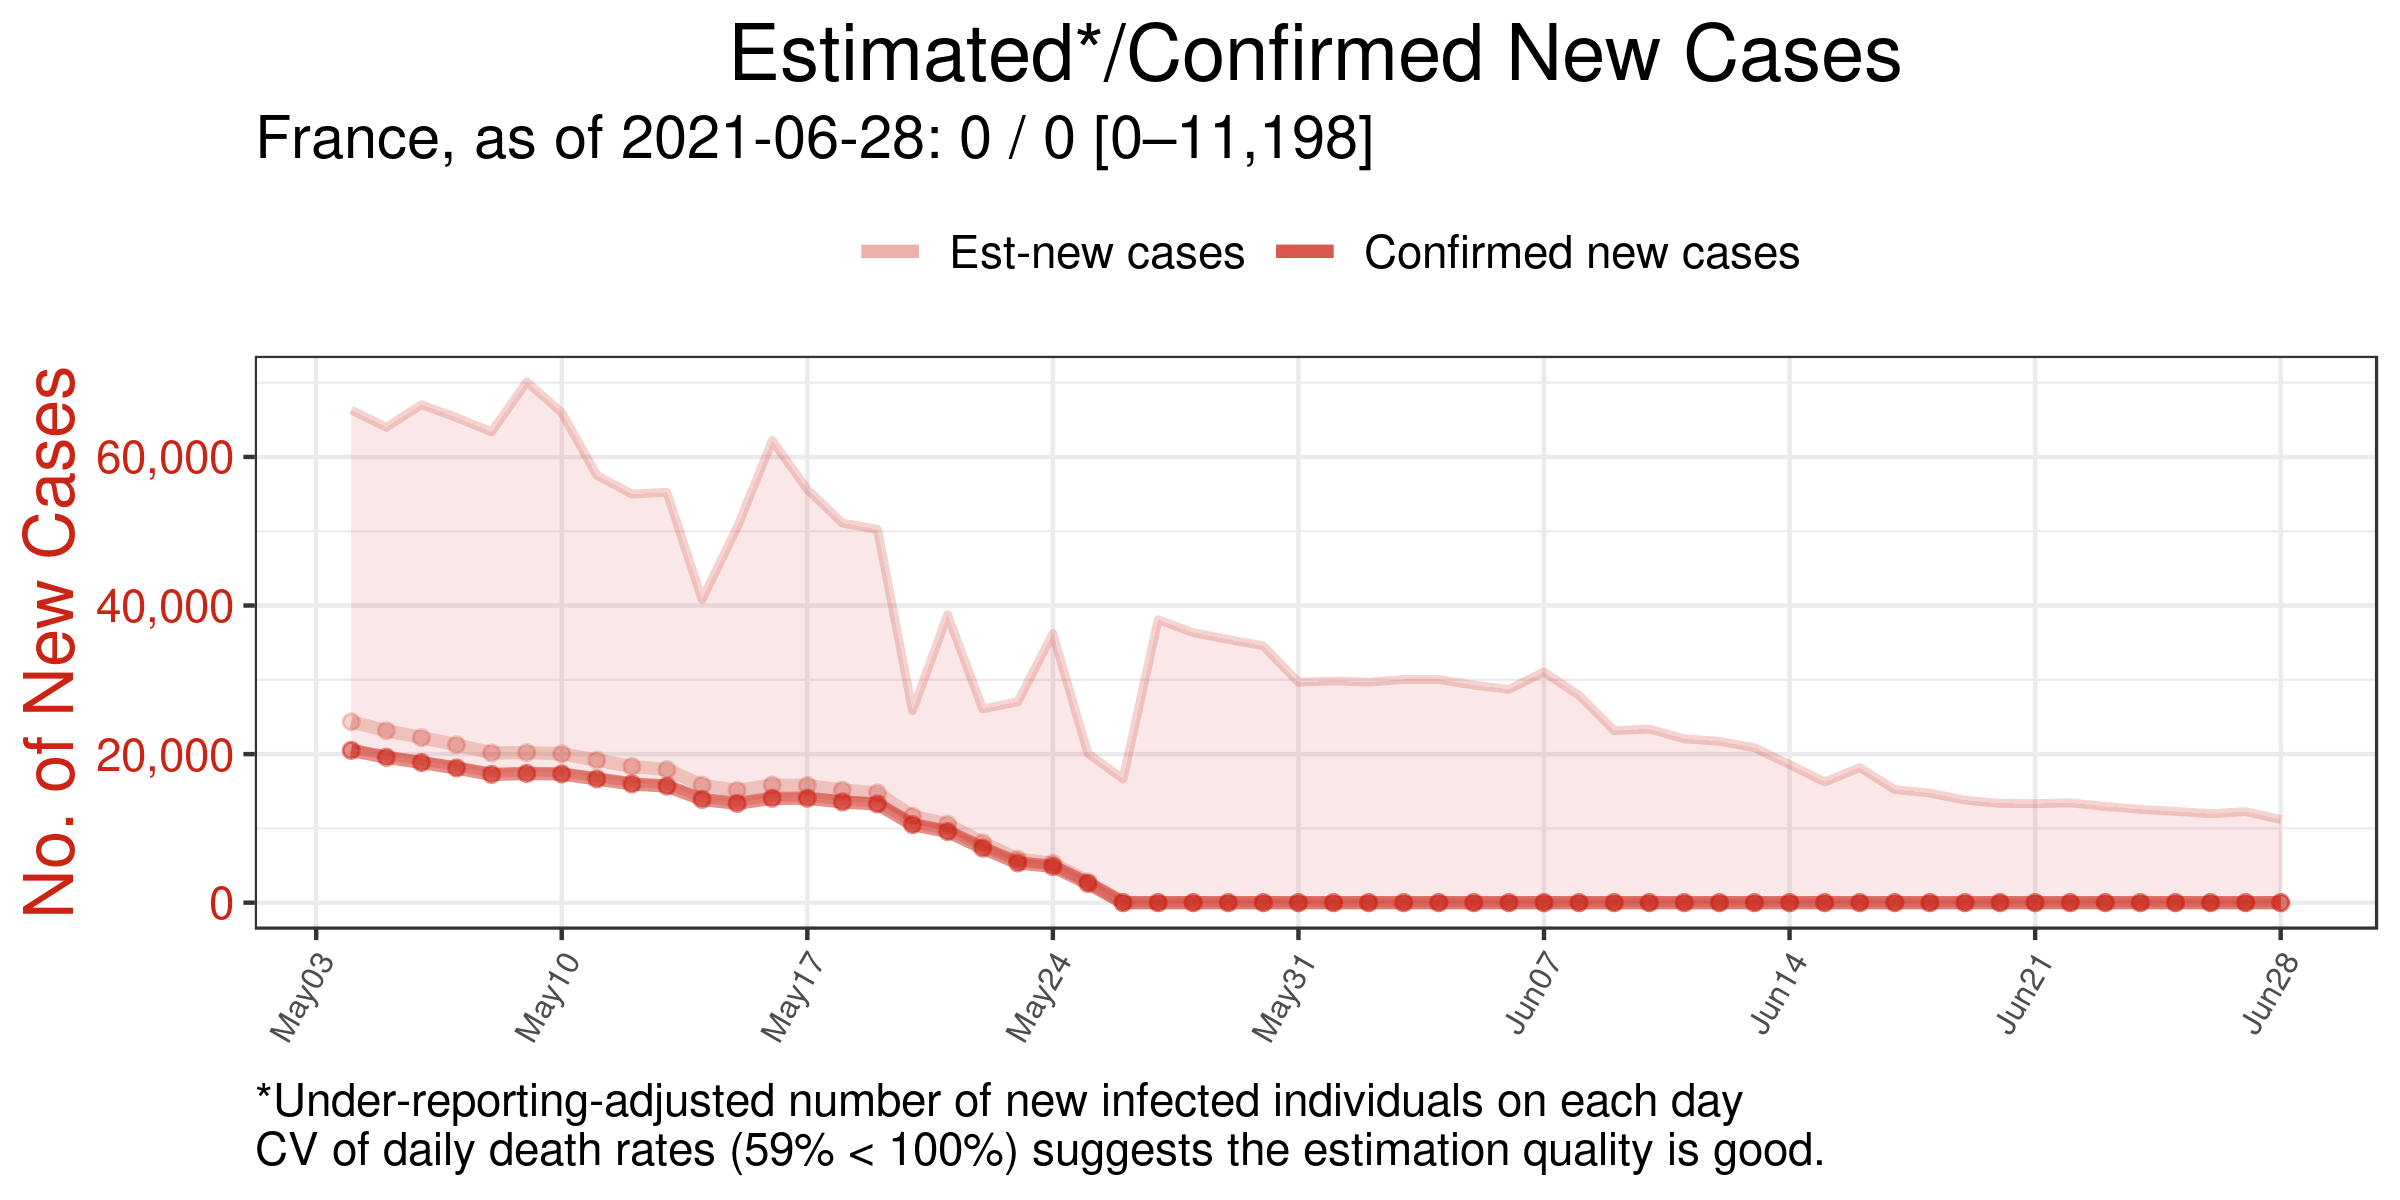 Estimated*/Confirmed New Cases
France, as of 2021-06-28: 0 / 0 [0–11,198]
Est-new cases Confirmed new cases
No. of New Cases
60,000
40,000
20,000
0
May03 May10 May17 May24 May31 Jun07 Jun14 Jun21 Jun28
*Under-reporting-adjusted number of new infected individuals on each day
CV of daily death rates (59% < 100%) suggests the estimation quality is good.